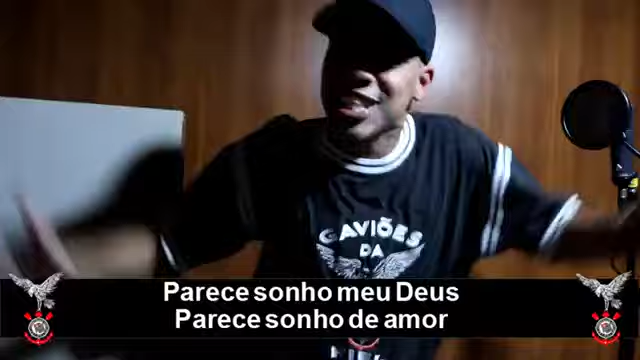 GAVIÕES
DA
Parece sonho meu Deus
Parece sonho de amor